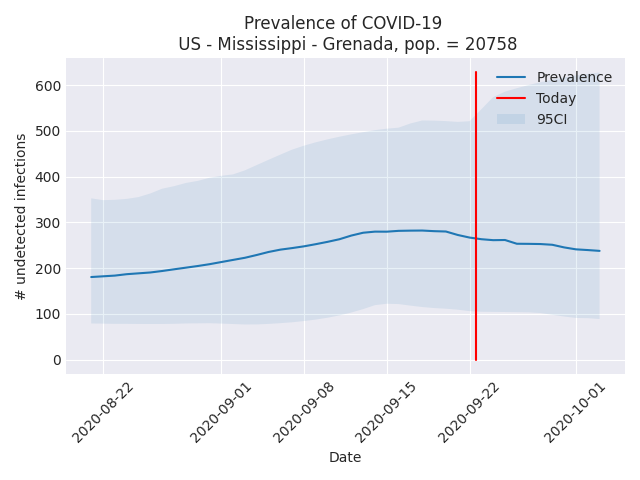 Prevalence of COVID-19
US - Mississippi - Grenada, pop. = 20758
Prevalence
Today
95CI
# undetected infections
600
500
400
300
200
100
0
2020-08-22
2020-09-01
2020-09-08
2020-09-15
2020-09-22
2020-10-01
Date